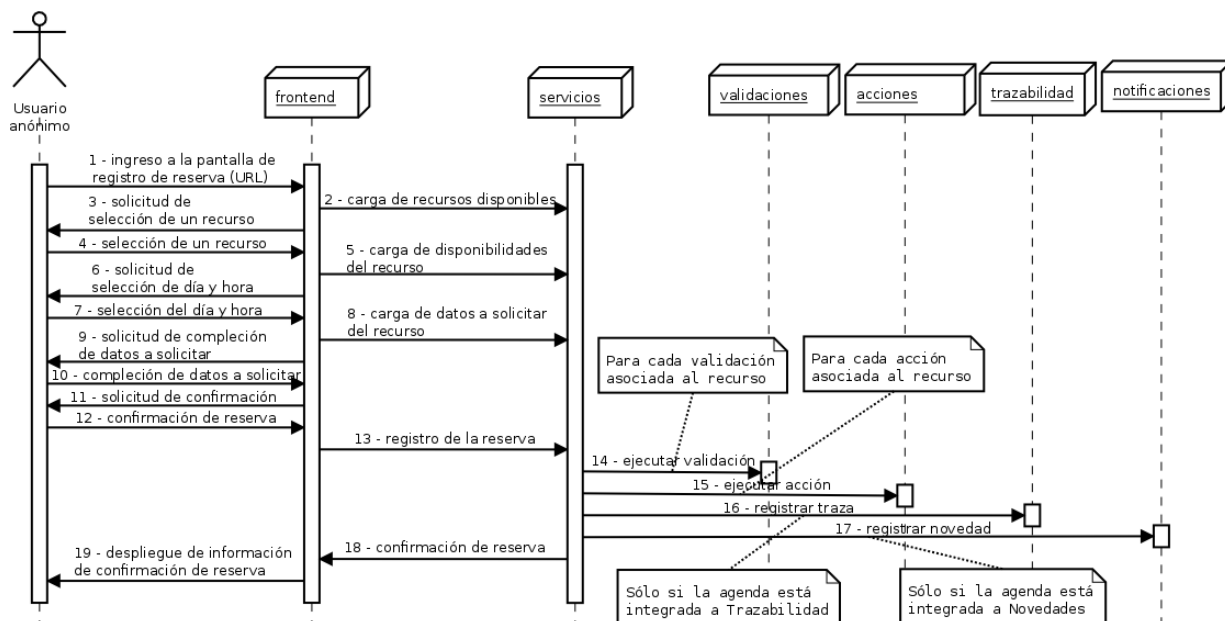 Usuario
anónimo
frontend
servicios
validaciones
acciones
trazabilidad
notificaciones
1 - ingreso a la pantalla de
registro de reserva (URL)
2 - carga de recursos disponibles
3 - solicitud de
selección de un recurso
4 - selección de un recurso
5 - carga de disponibilidades
del recurso
6 - solicitud de
selección de día y hora
7 - selección del día y hora
8 - carga de datos a solicitar
del recurso
9 - solicitud de compleción
de datos a solicitar
10 - compleción de datos a solicitar
11 - solicitud de confirmación
12 - confirmación de reserva
13 - registro de la reserva
Para cada validación
asociada al recurso
Para cada acción
asociada al recurso
14 - ejecutar validación
15 - ejecutar acción
16 - registrar traza
17 - registrar novedad
18 - confirmación de reserva
19 - despliegue de información
de confirmación de reserva
Sólo si la agenda está
integrada a Trazabilidad
Sólo si la agenda está
integrada a Novedades